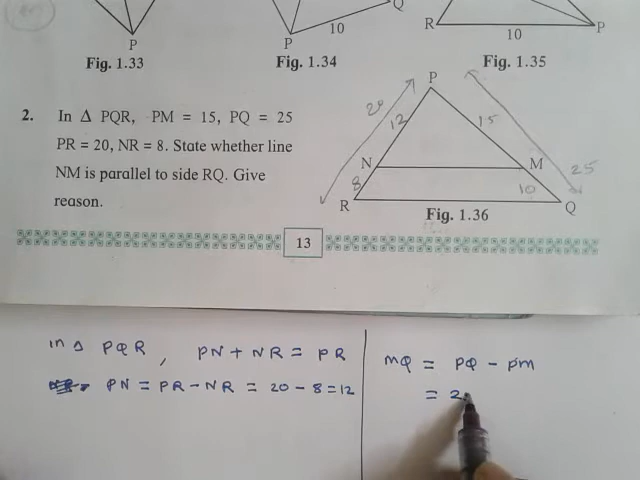 P
P
10
Q
R
10
P
Fig. 1.33
Fig. 1.34
Fig. 1.35
2. In Δ PQR, PM = 15, PQ = 25
PR = 20, NR = 8. State whether line
NM is parallel to side RQ. Give
reason.
P
20
12
15
N
M
25
8
10
R
Q
Fig. 1.36
13
In Δ PQR, PN + NR = PR
PN = PR - NR = 20 - 8 = 12
MQ = PQ - PM
= 2